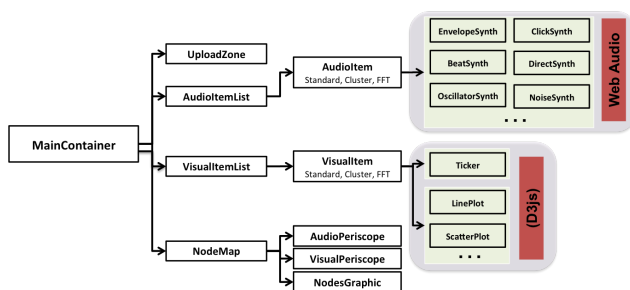 MainContainer
UploadZone
AudioItemList
VisualItemList
NodeMap
AudioItem
Standard, Cluster, FFT
VisualItem
Standard, Cluster, FFT
AudioPeriscope
VisualPeriscope
NodesGraphic
EnvelopeSynth
ClickSynth
BeatSynth
DirectSynth
OscillatorSynth
NoiseSynth
...
Web Audio
Ticker
LinePlot
ScatterPlot
...
(D3js)